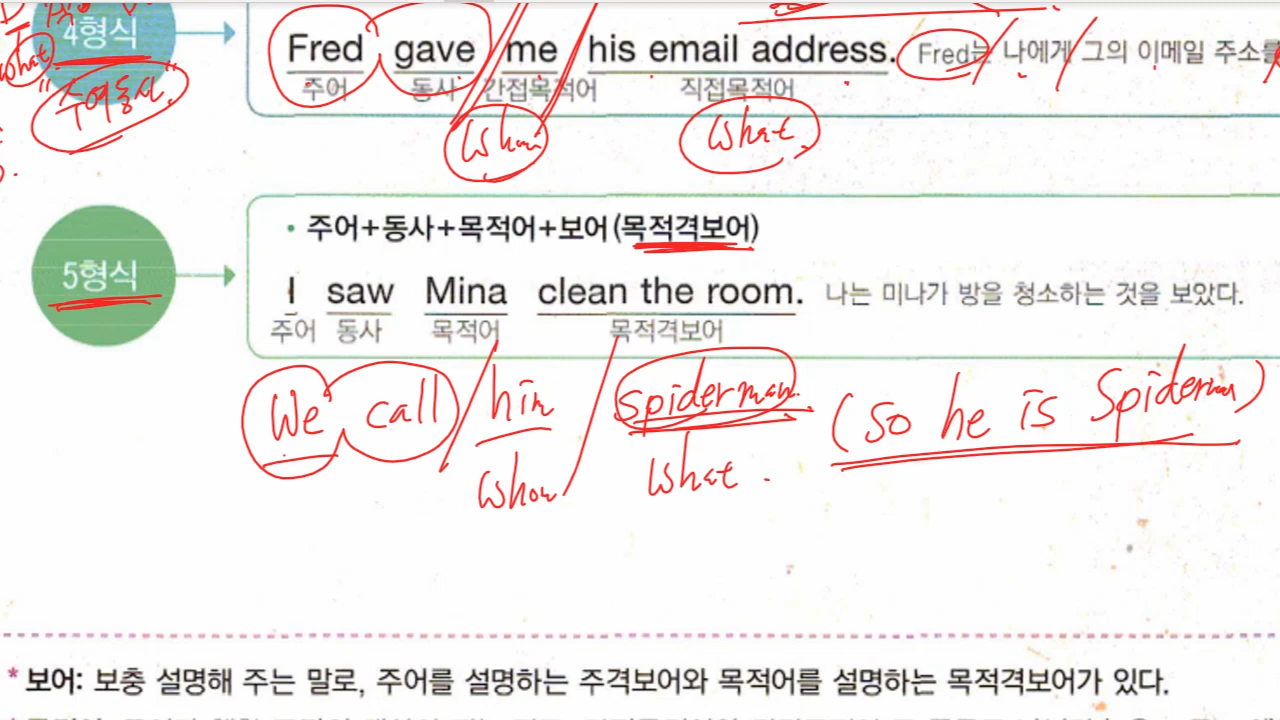 4형식
what
"주어동사."
Fred gave me his email address. Fred는 나에게 그의 이메일 주소를
주어 동사 간접목적어 직접목적어
whom what.
5형식
• 주어+동사+목적어+보어(목적격보어)
I saw Mina clean the room. 나는 미나가 방을 청소하는 것을 보았다.
주어 동사 목적어 목적격보어
We call him spiderman. (so he is Spiderman)
whom what.
* 보어: 보충 설명해 주는 말로, 주어를 설명하는 주격보어와 목적어를 설명하는 목적격보어가 있다.